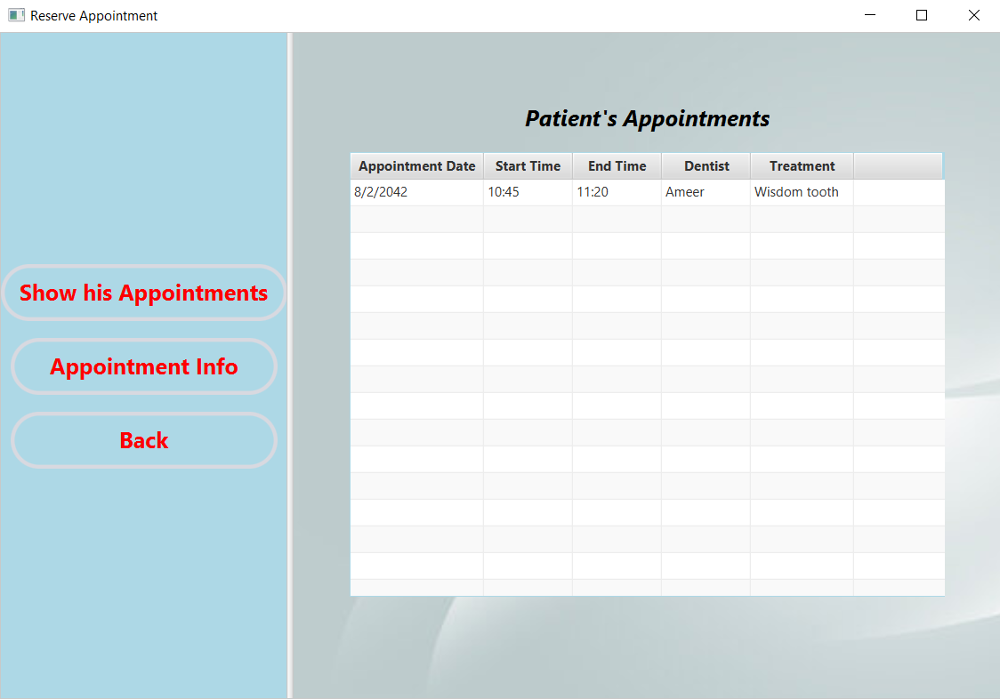 Reserve Appointment
Show his Appointments
Appointment Info
Back
Patient's Appointments
Appointment Date Start Time End Time Dentist Treatment
8/2/2042 10:45 11:20 Ameer Wisdom tooth